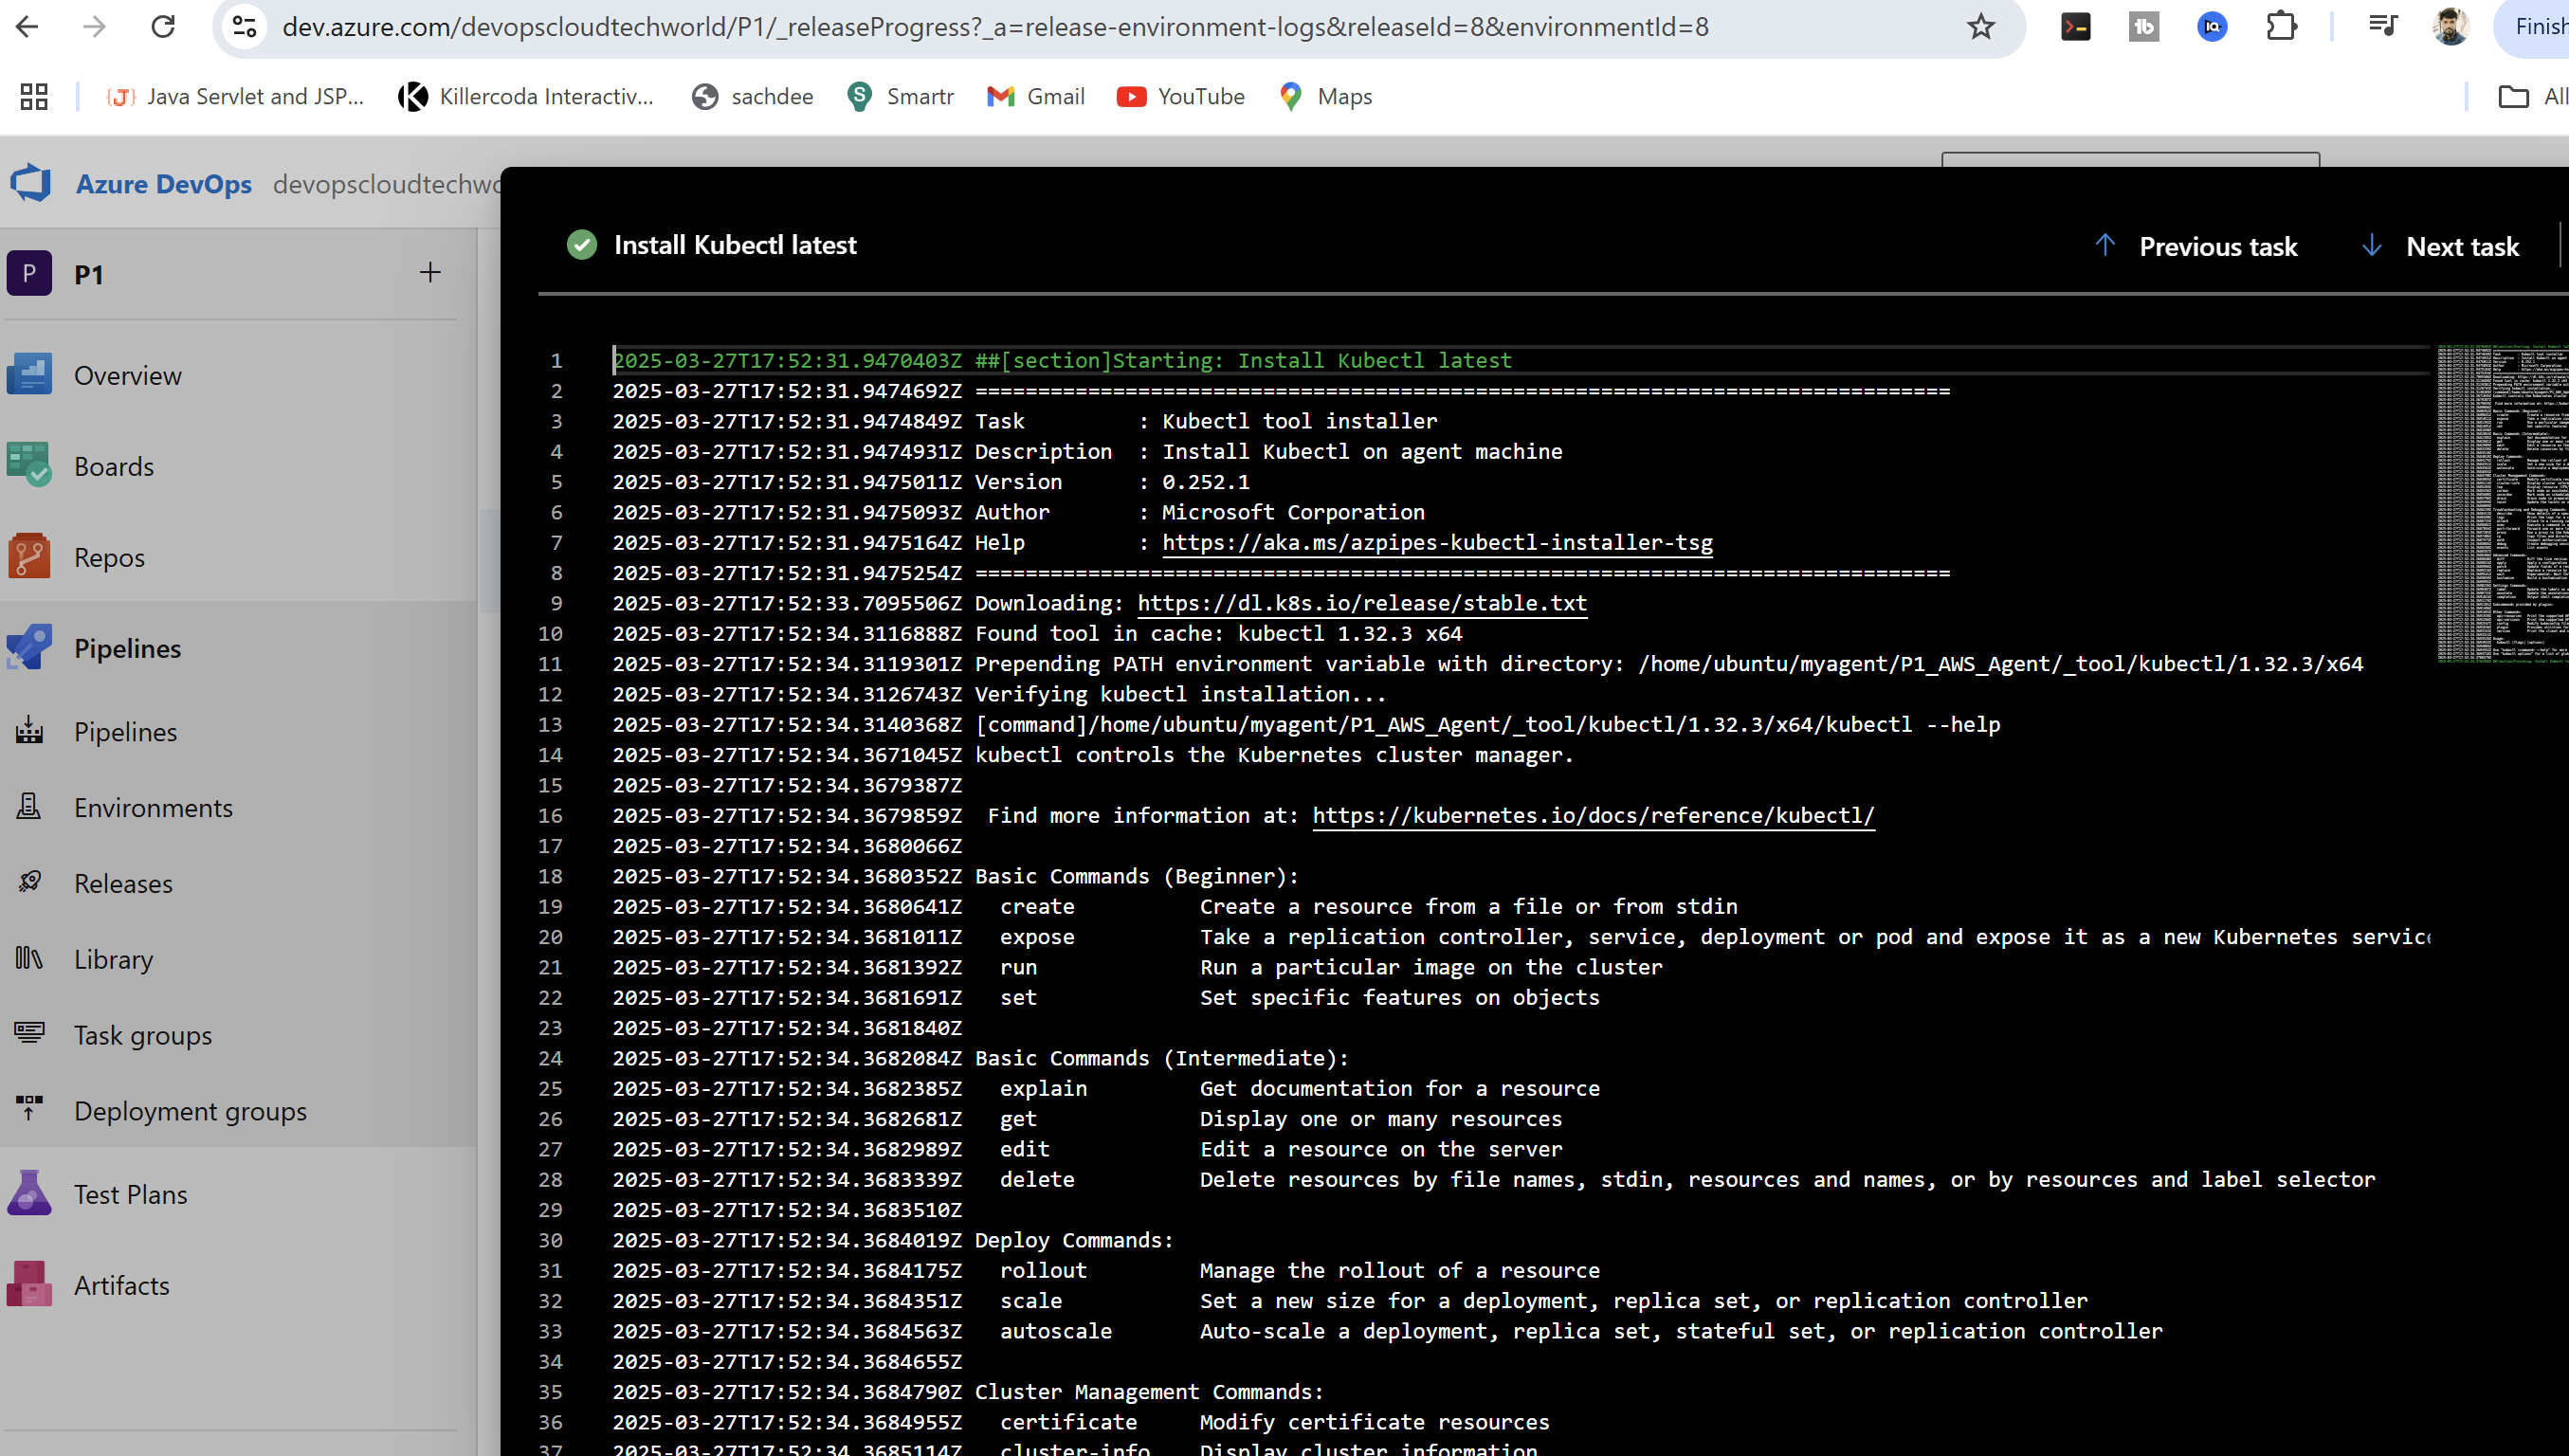 dev.azure.com/devopscloudtechworld/P1/_releaseProgress?_a=release-environment-logs&releaseId=8&environmentId=8
tb
IQ
Finish
{J} Java Servlet and JSP...
Killercoda Interactiv...
sachdee
S Smartr
Gmail
YouTube
Maps
All
Azure DevOps devopscloudtechwo
P P1
Overview
Boards
Repos
Pipelines
Pipelines
Environments
Releases
Library
Task groups
Deployment groups
Test Plans
Artifacts
Install Kubectl latest
Previous task
Next task
1 2025-03-27T17:52:31.9470403Z ##[section]Starting: Install Kubectl latest
2 2025-03-27T17:52:31.9474692Z ==============================================================================
3 2025-03-27T17:52:31.9474849Z Task : Kubectl tool installer
4 2025-03-27T17:52:31.9474931Z Description : Install Kubectl on agent machine
5 2025-03-27T17:52:31.9475011Z Version : 0.252.1
6 2025-03-27T17:52:31.9475093Z Author : Microsoft Corporation
7 2025-03-27T17:52:31.9475164Z Help : https://aka.ms/azpipes-kubectl-installer-tsg
8 2025-03-27T17:52:31.9475254Z ==============================================================================
9 2025-03-27T17:52:33.7095506Z Downloading: https://dl.k8s.io/release/stable.txt
10 2025-03-27T17:52:34.3116888Z Found tool in cache: kubectl 1.32.3 x64
11 2025-03-27T17:52:34.3119301Z Prepending PATH environment variable with directory: /home/ubuntu/myagent/P1_AWS_Agent/_tool/kubectl/1.32.3/x64
12 2025-03-27T17:52:34.3126743Z Verifying kubectl installation...
13 2025-03-27T17:52:34.3140368Z [command]/home/ubuntu/myagent/P1_AWS_Agent/_tool/kubectl/1.32.3/x64/kubectl --help
14 2025-03-27T17:52:34.3671045Z kubectl controls the Kubernetes cluster manager.
15 2025-03-27T17:52:34.3679387Z
16 2025-03-27T17:52:34.3679859Z Find more information at: https://kubernetes.io/docs/reference/kubectl/
17 2025-03-27T17:52:34.3680066Z
18 2025-03-27T17:52:34.3680352Z Basic Commands (Beginner):
19 2025-03-27T17:52:34.3680641Z create Create a resource from a file or from stdin
20 2025-03-27T17:52:34.3681011Z expose Take a replication controller, service, deployment or pod and expose it as a new Kubernetes service
21 2025-03-27T17:52:34.3681392Z run Run a particular image on the cluster
22 2025-03-27T17:52:34.3681691Z set Set specific features on objects
23 2025-03-27T17:52:34.3681840Z
24 2025-03-27T17:52:34.3682084Z Basic Commands (Intermediate):
25 2025-03-27T17:52:34.3682385Z explain Get documentation for a resource
26 2025-03-27T17:52:34.3682681Z get Display one or many resources
27 2025-03-27T17:52:34.3682989Z edit Edit a resource on the server
28 2025-03-27T17:52:34.3683339Z delete Delete resources by file names, stdin, resources and names, or by resources and label selector
29 2025-03-27T17:52:34.3683510Z
30 2025-03-27T17:52:34.3684019Z Deploy Commands:
31 2025-03-27T17:52:34.3684175Z rollout Manage the rollout of a resource
32 2025-03-27T17:52:34.3684351Z scale Set a new size for a deployment, replica set, or replication controller
33 2025-03-27T17:52:34.3684563Z autoscale Auto-scale a deployment, replica set, stateful set, or replication controller
34 2025-03-27T17:52:34.3684655Z
35 2025-03-27T17:52:34.3684790Z Cluster Management Commands:
36 2025-03-27T17:52:34.3684955Z certificate Modify certificate resources
37 2025-03-27T17:52:34.3685114Z cluster-info Display cluster information